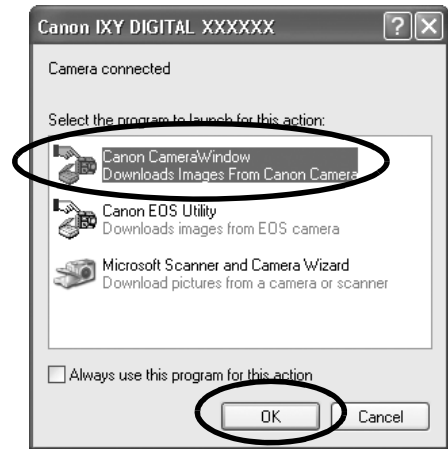 Canon IXY DIGITAL XXXXXX
Camera connected
Select the program to launch for this action:
Canon CameraWindow
Downloads Images From Canon Camera
Canon EOS Utility
Downloads images from EOS camera
Microsoft Scanner and Camera Wizard
Download pictures from a camera or scanner
Always use this program for this action
OK Cancel